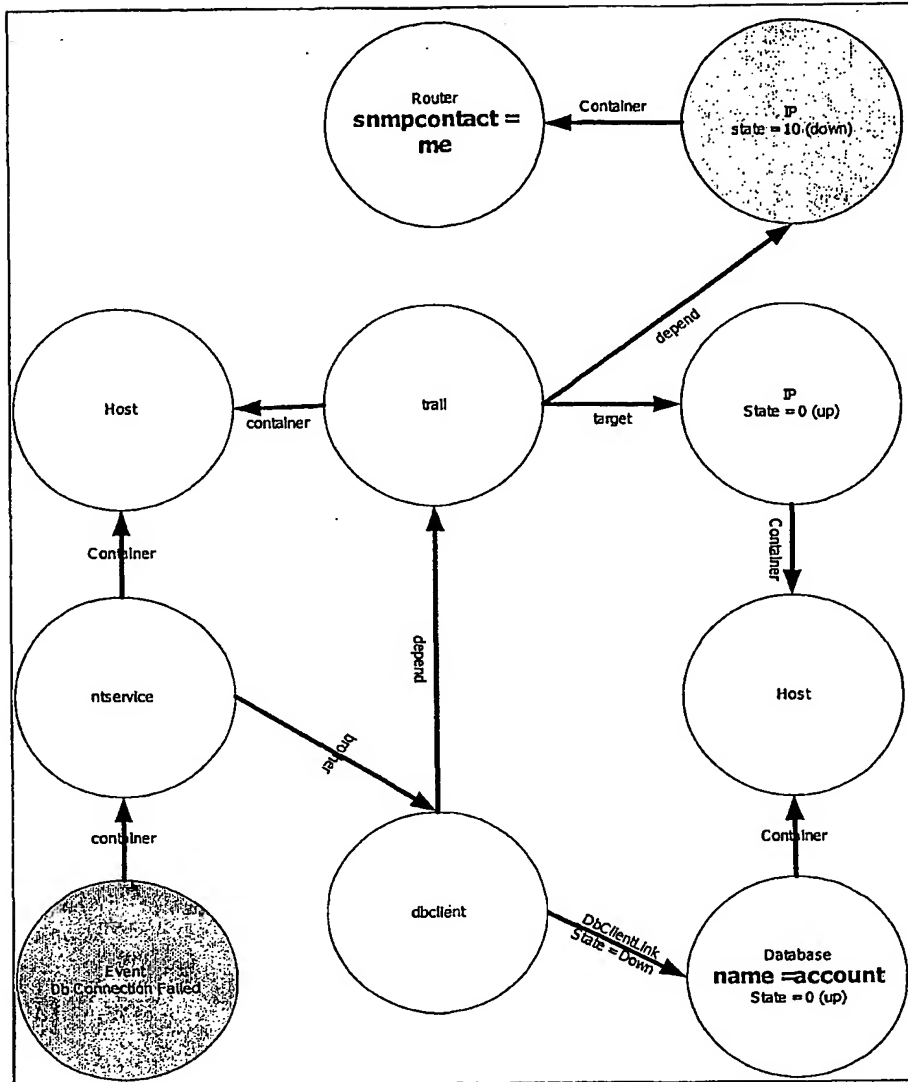 Router
snmpcontact =
me
Container
IP
state = 10 (down)
depend
Host
container
trail
target
IP
State = 0 (up)
Container
Container
depend
ntservice
Host
brother
container
Container
dbclient
DbClientLink
State = Down
Event
Db Connection Failed
Database
name =account
State = 0 (up)